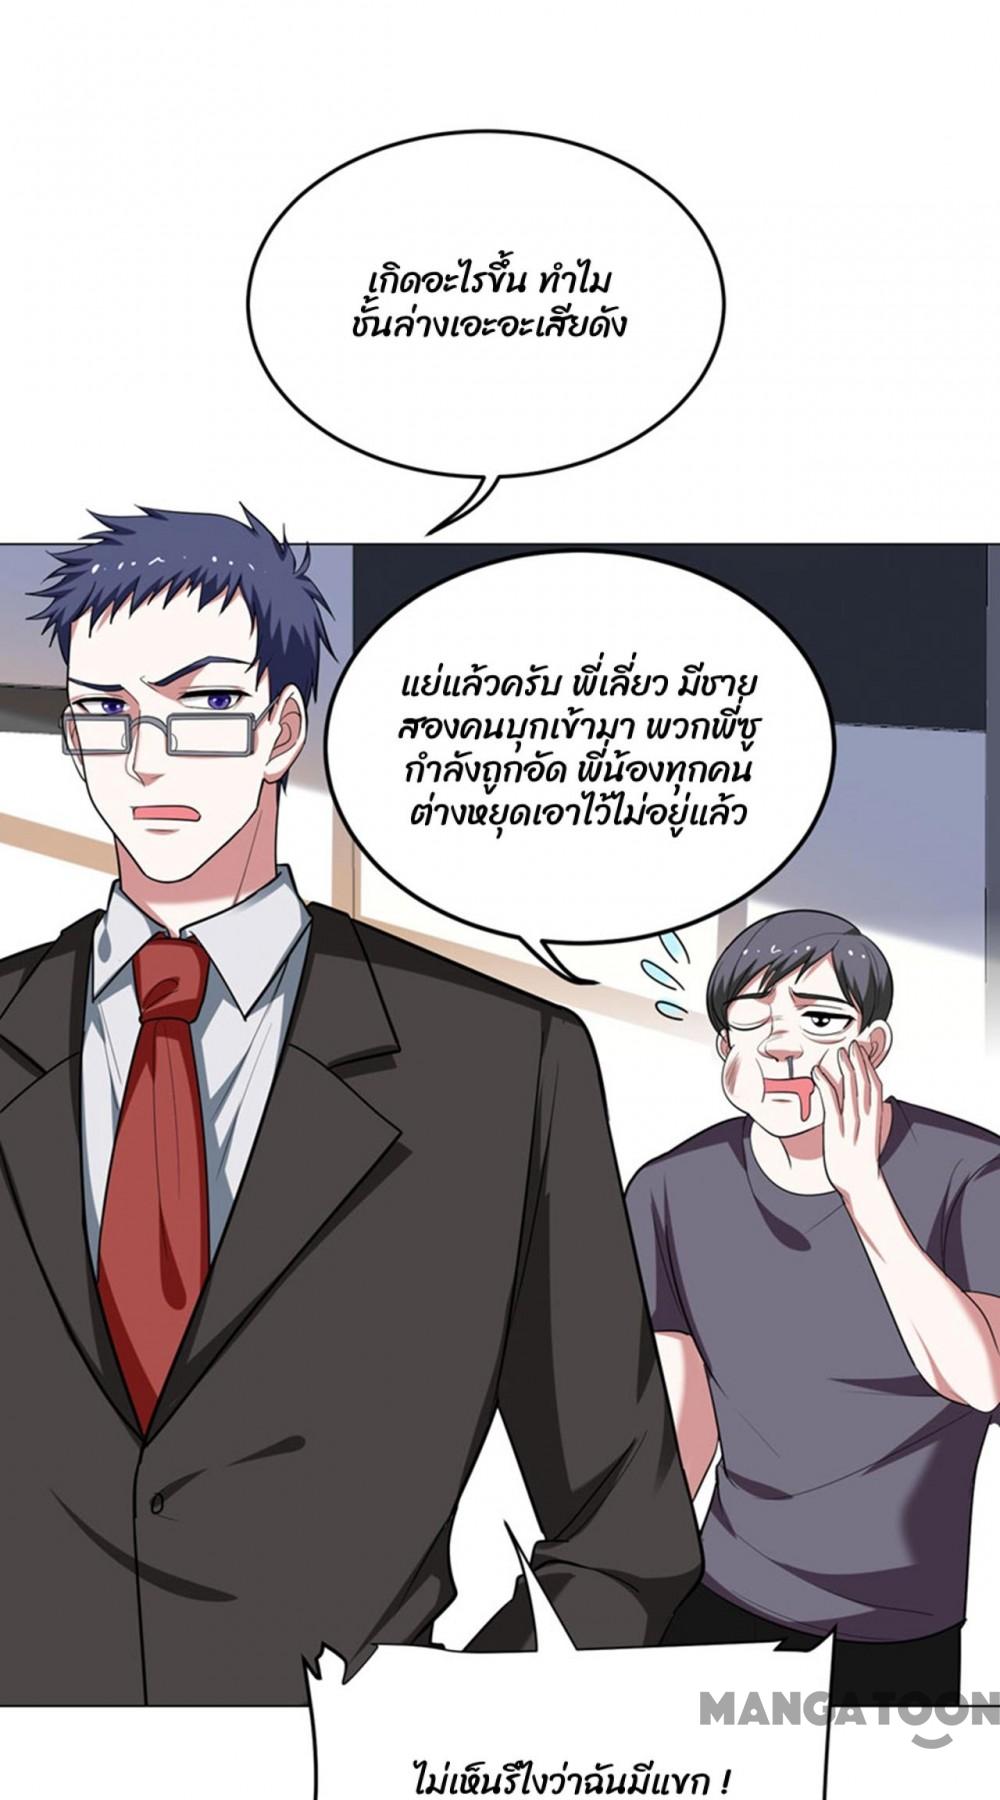 เกิดอะไรขึ้น ทำไม
ชั้นล่างเอะอะเสียดัง
แย่แล้วครับ พี่เลี่ยว มีชาย
สองคนบุกเข้ามา พวกพี่ซู
กำลังถูกอัด พี่น้องทุกคน
ต่างหยุดเอาไว้ไม่อยู่แล้ว
MANGATOON
ไม่เห็นรึไงว่าฉันมีแขก !